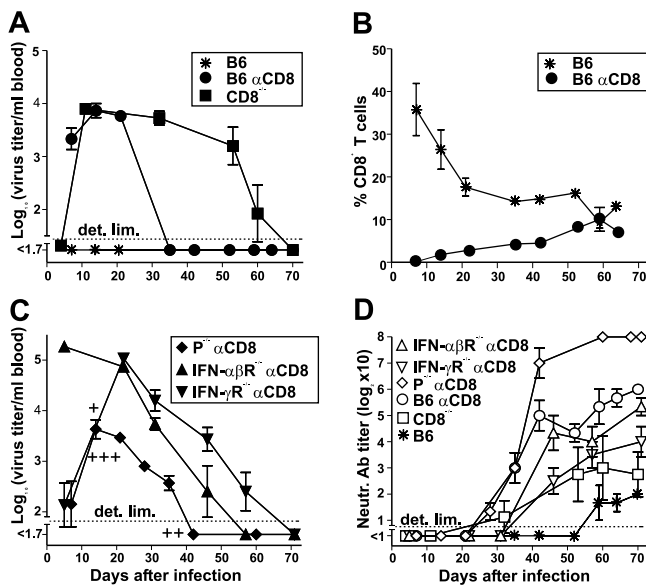 A
Log₁₀ (virus titer/ml blood)
5
4
3
2
<1.7
det. lim.
0 10 20 30 40 50 60 70
B6
B6 αCD8
CD8⁻/⁻
B
% CD8⁺ T cells
50
40
30
20
10
0
0 10 20 30 40 50 60 70
B6
B6 αCD8
C
Log₁₀ (virus titer/ml blood)
5
4
3
2
<1.7
+
+++
++
det. lim.
0 10 20 30 40 50 60 70
Days after infection
P⁻/⁻ αCD8
IFN-αβR⁻/⁻ αCD8
IFN-γR⁻/⁻ αCD8
D
Neutr. Ab titer (log₂ x10)
8
6
4
2
1
<1
det. lim.
0 10 20 30 40 50 60 70
Days after infection
IFN-αβR⁻/⁻ αCD8
IFN-γR⁻/⁻ αCD8
P⁻/⁻ αCD8
B6 αCD8
CD8⁻/⁻
B6